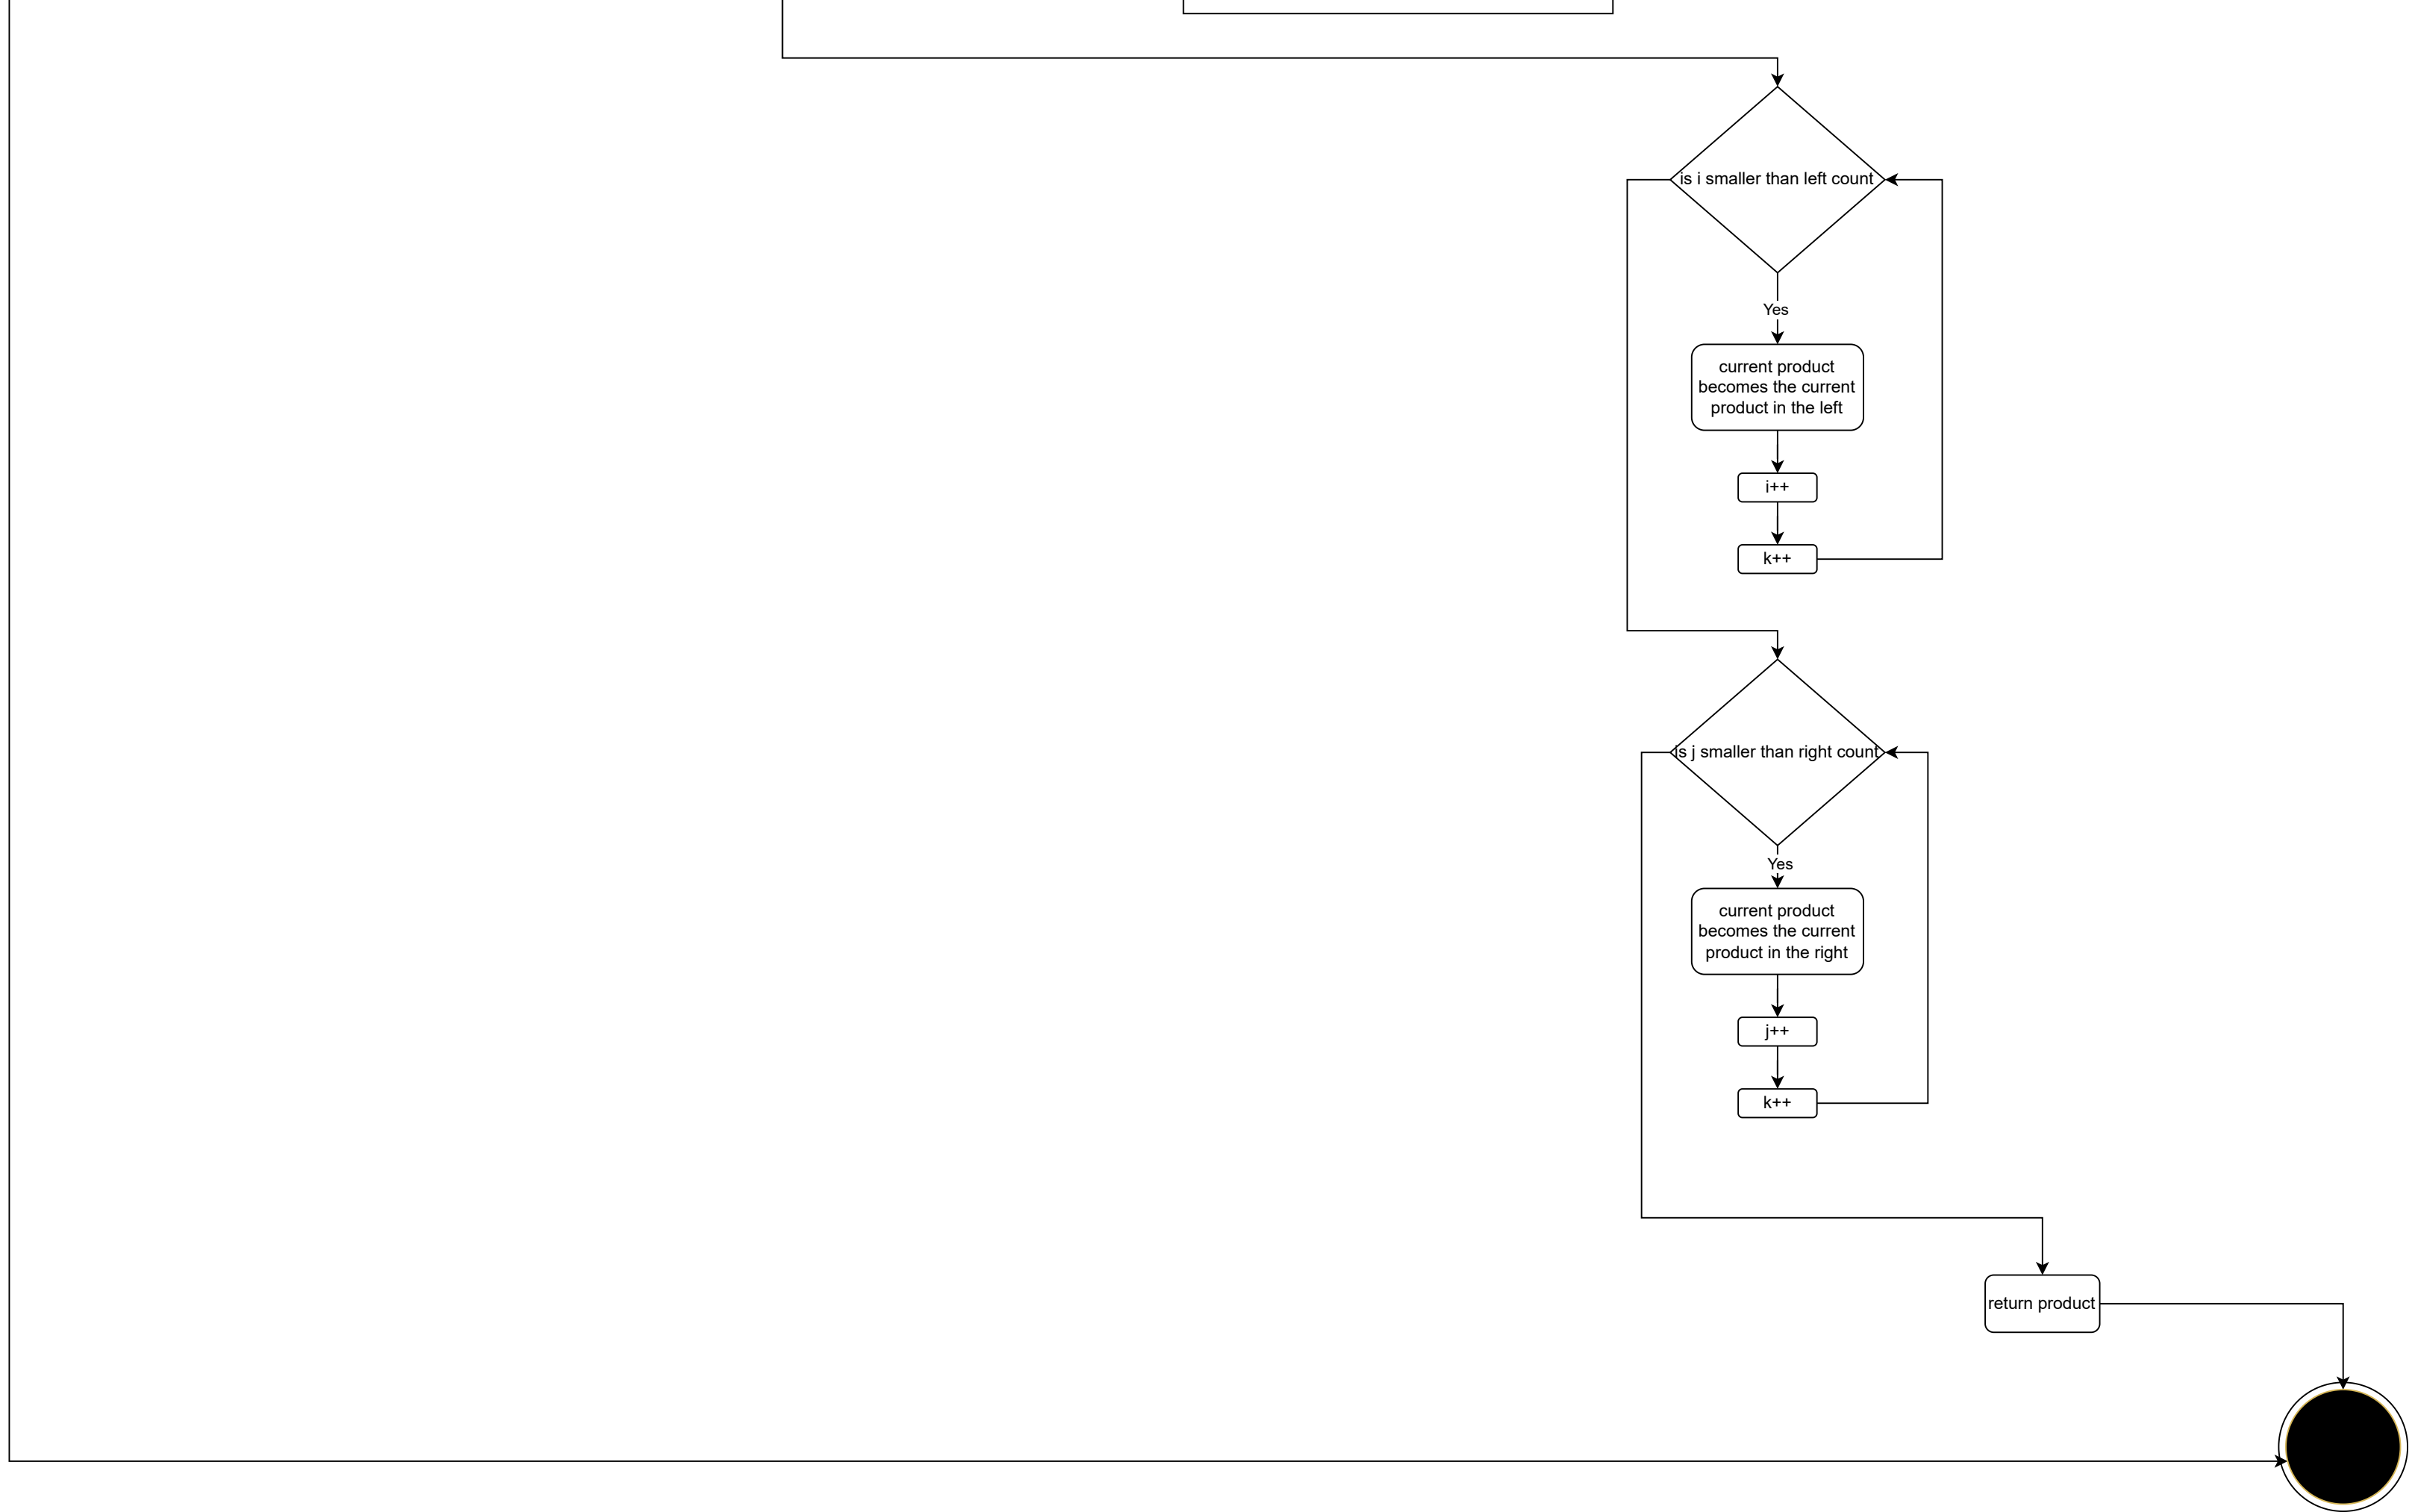 is i smaller than left count
Yes
current product
becomes the current
product in the left
i++
k++
is j smaller than right count
Yes
current product
becomes the current
product in the right
j++
k++
return product